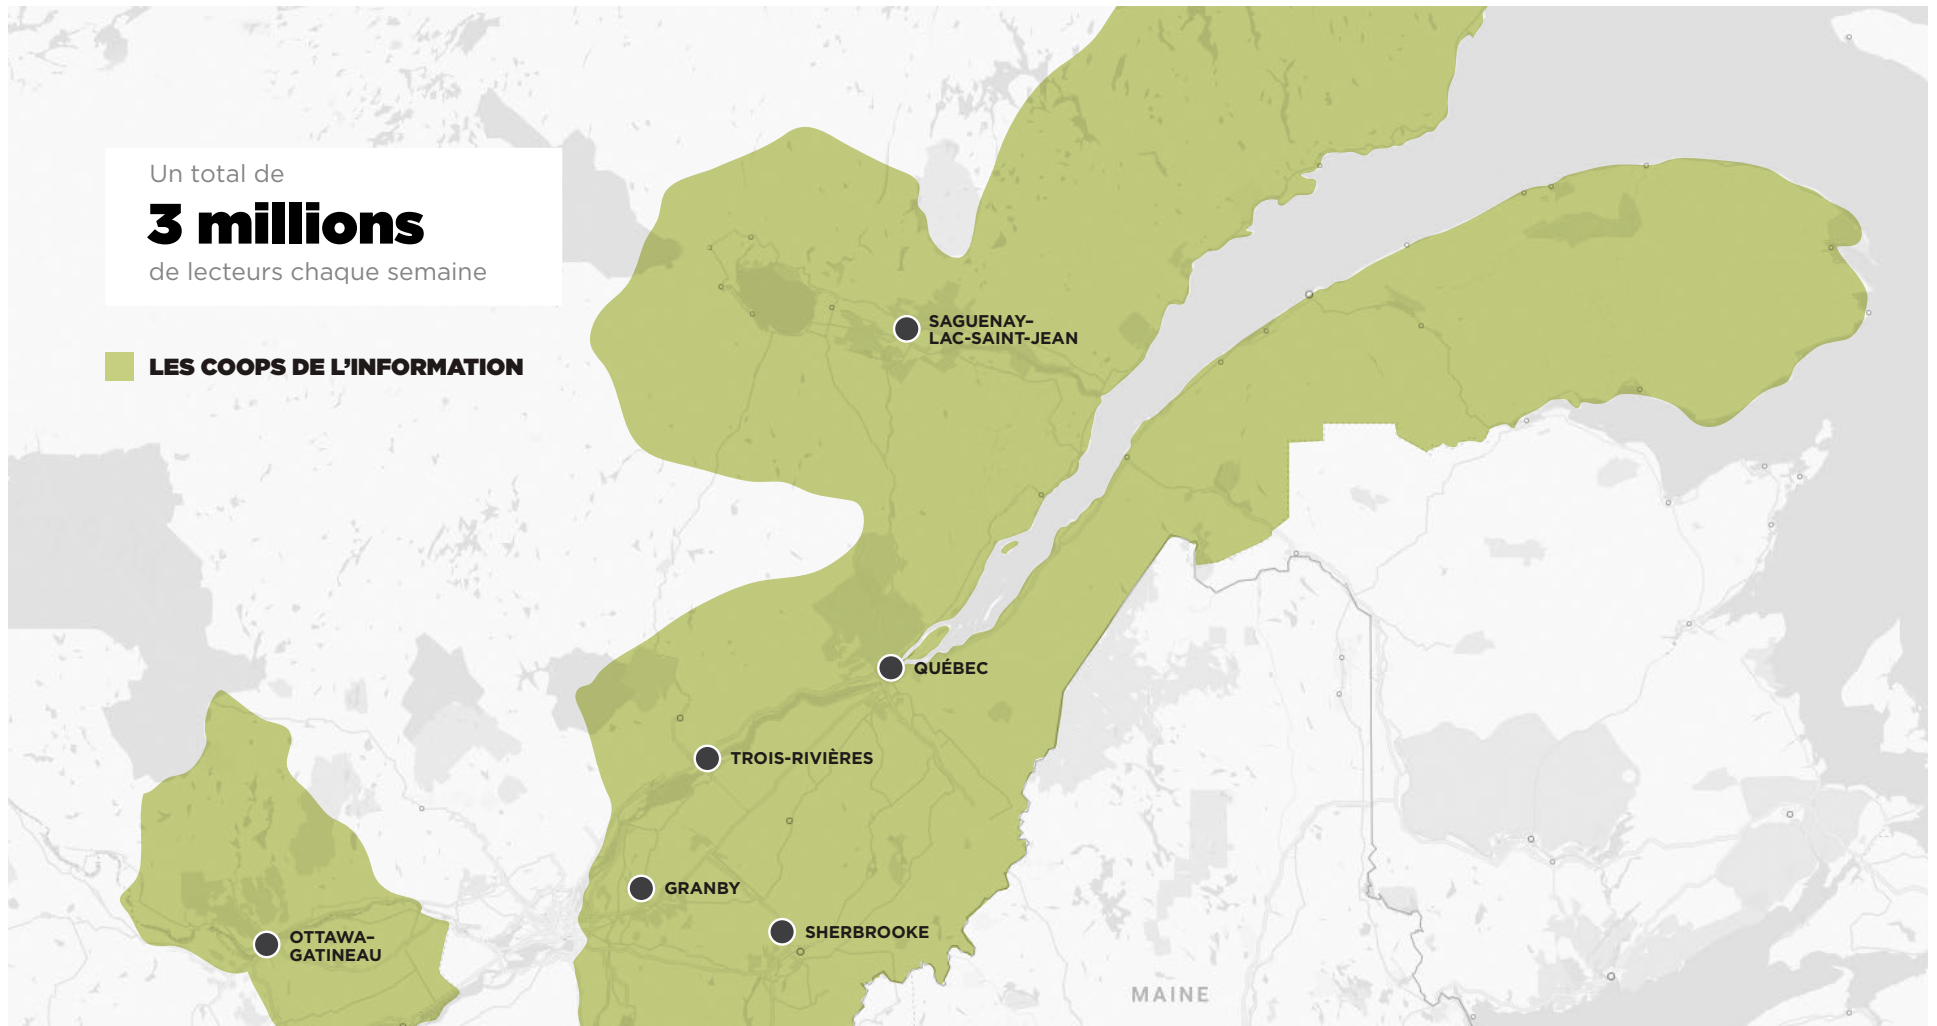 Un total de
3 millions
de lecteurs chaque semaine
LES COOPS DE L'INFORMATION
SAGUENAY–
LAC-SAINT-JEAN
QUÉBEC
TROIS-RIVIÈRES
GRANBY
SHERBROOKE
OTTAWA–
GATINEAU
MAINE